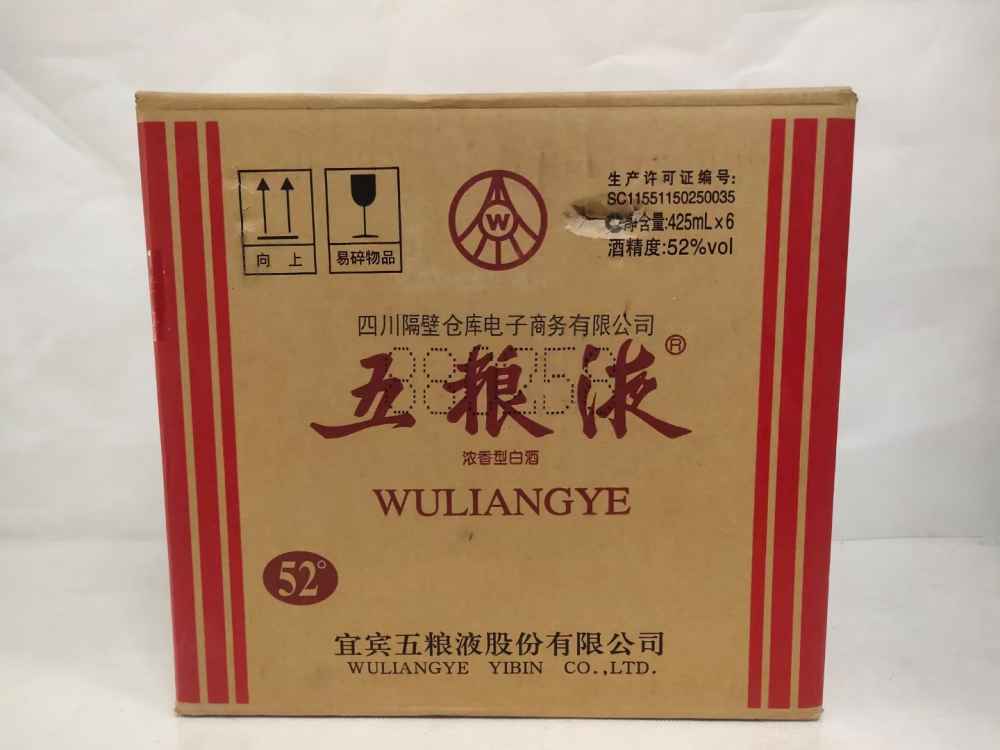 向 上
易碎物品
W
生产许可证编号:
SC11551150250035
含量:425mL×6
酒精度:52%vol
四川隔壁仓库电子商务有限公司
五粮液®
浓香型白酒
WULIANGYE
52°
宜宾五粮液股份有限公司
WULIANGYE YIBIN CO.,LTD.